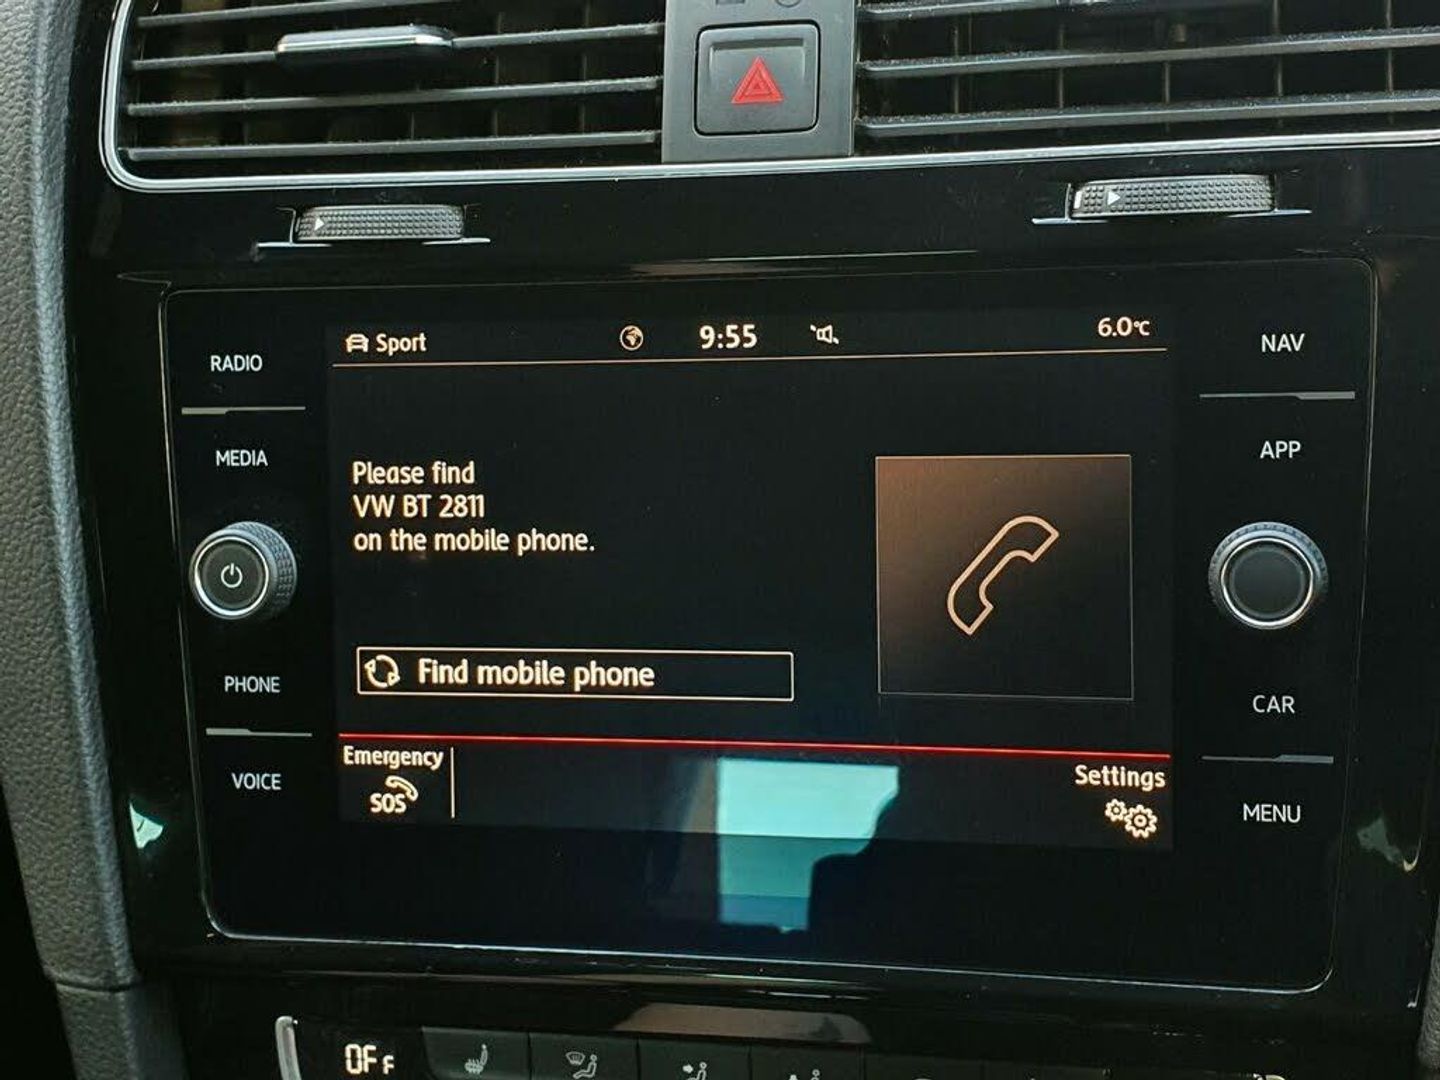 Sport 9:55 6.0°C
RADIO
NAV
MEDIA
APP
Please find
VW BT 2811
on the mobile phone.
Find mobile phone
PHONE
CAR
VOICE
MENU
Emergency
SOS
Settings
OFF